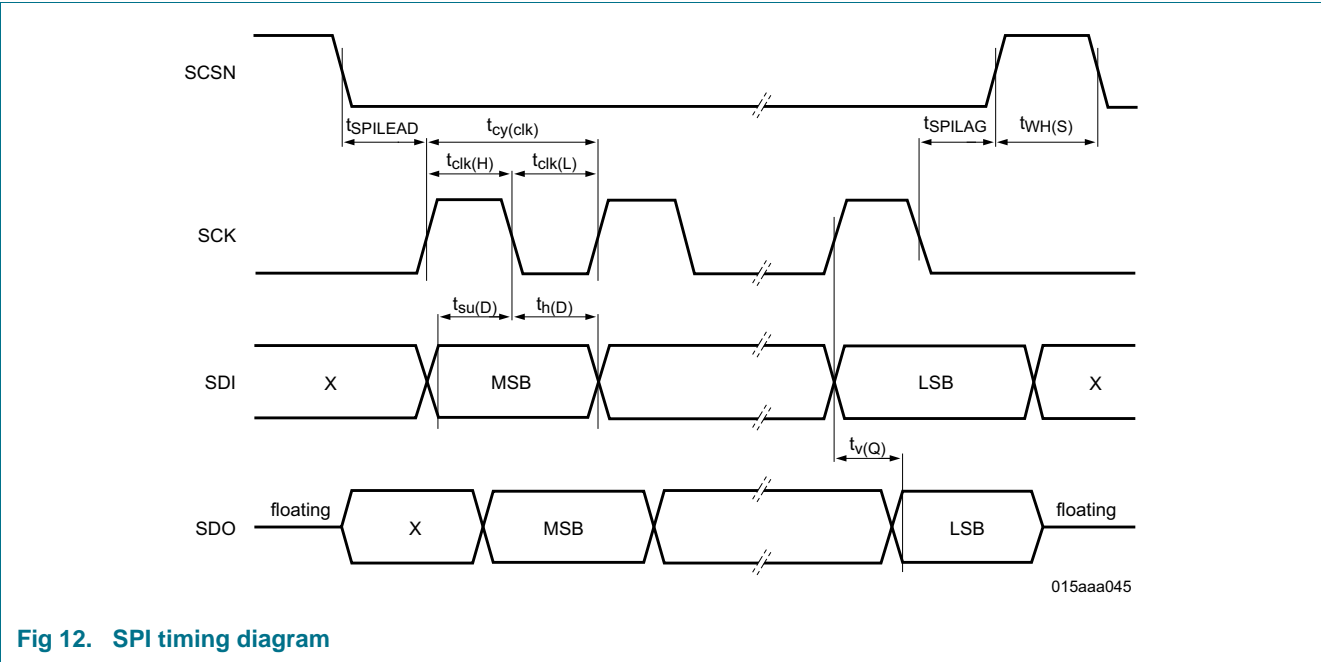 SCSN
tSPILEAD
tcy(clk)
tSPILAG
tWH(S)
tclk(H)
tclk(L)
SCK
tsu(D)
th(D)
SDI
X
MSB
LSB
X
tv(Q)
SDO
floating
X
MSB
LSB
floating
015aaa045
Fig 12. SPI timing diagram